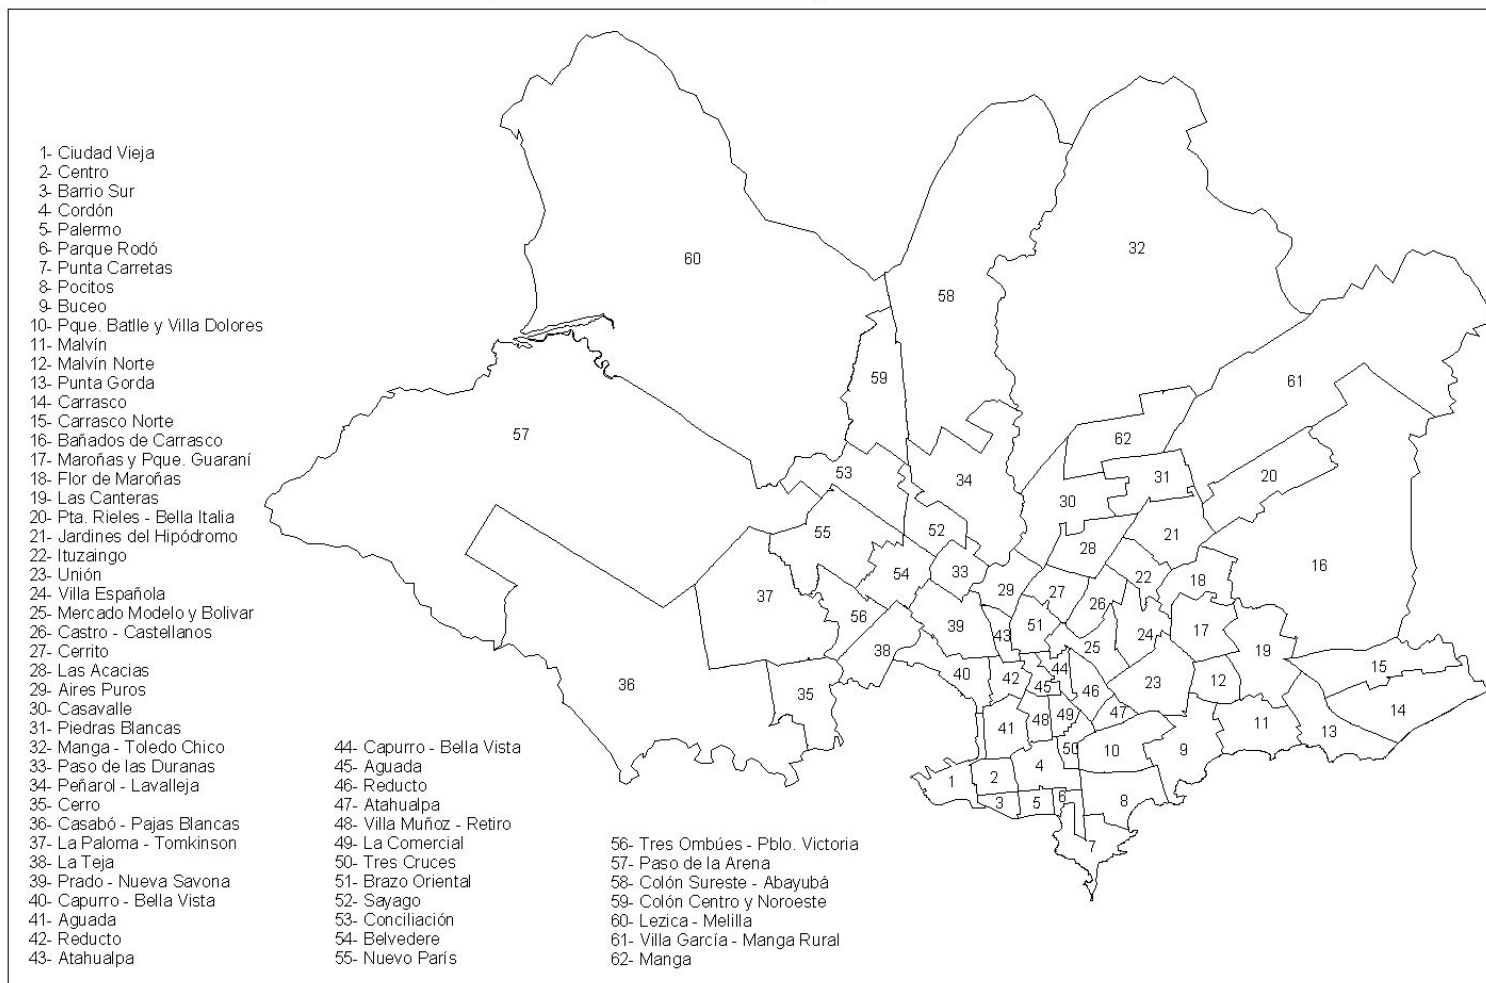 1- Ciudad Vieja
2- Centro
3- Barrio Sur
4- Cordón
5- Palermo
6- Parque Rodó
7- Punta Carretas
8- Pocitos
9- Buceo
10- Pque. Batlle y Villa Dolores
11- Malvín
12- Malvín Norte
13- Punta Gorda
14- Carrasco
15- Carrasco Norte
16- Bañados de Carrasco
17- Maroñas y Pque. Guaraní
18- Flor de Maroñas
19- Las Canteras
20- Pta. Rieles - Bella Italia
21- Jardines del Hipódromo
22- Ituzaingo
23- Unión
24- Villa Española
25- Mercado Modelo y Bolivar
26- Castro - Castellanos
27- Cerrito
28- Las Acacias
29- Aires Puros
30- Casavalle
31- Piedras Blancas
32- Manga - Toledo Chico
33- Paso de las Duranas
34- Peñarol - Lavalleja
35- Cerro
36- Casabó - Pajas Blancas
37- La Paloma - Tomkinson
38- La Teja
39- Prado - Nueva Savona
40- Capurro - Bella Vista
41- Aguada
42- Reducto
43- Atahualpa
44- Capurro - Bella Vista
45- Aguada
46- Reducto
47- Atahualpa
48- Villa Muñoz - Retiro
49- La Comercial
50- Tres Cruces
51- Brazo Oriental
52- Sayago
53- Conciliación
54- Belvedere
55- Nuevo París
56- Tres Ombúes - Pblo. Victoria
57- Paso de la Arena
58- Colón Sureste - Abayubá
59- Colón Centro y Noroeste
60- Lezica - Melilla
61- Villa García - Manga Rural
62- Manga
32
60
58
59
61
57
62
53
34
31
20
30
55
52
21
28
16
54
33
22
18
29
27
37
26
56
39
43
51
25
24
17
38
19
44
15
40
42
45
46
23
12
36
35
14
49
47
48
41
11
13
50
10
9
4
1
2
6
8
3
5
7